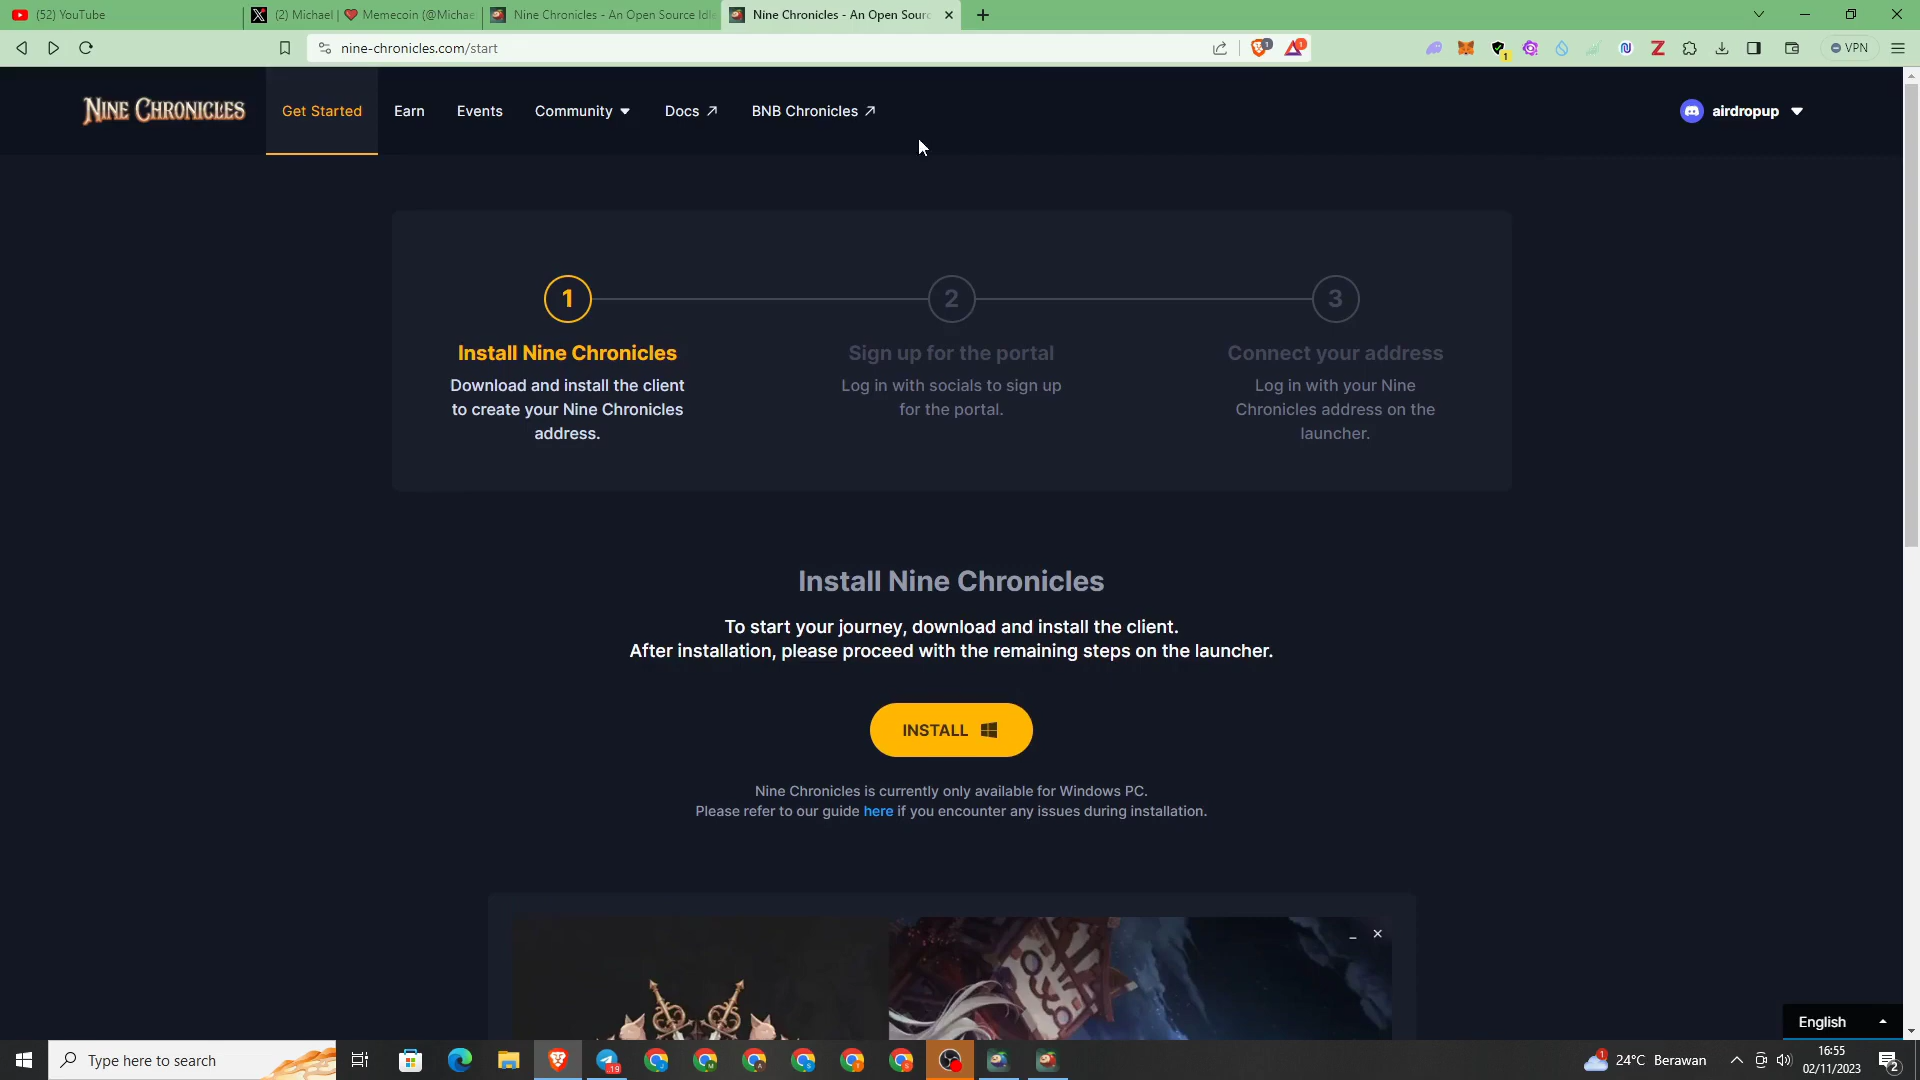 (52) YouTube
(2) Michael | ❤️ Memecoin (@Michae
Nine Chronicles - An Open Source Idle
Nine Chronicles - An Open Sourc
nine-chronicles.com/start
1
1
1
VPN
NINE CHRONICLES
Get Started
Earn
Events
Community
Docs
BNB Chronicles
airdropup
1
2
3
Install Nine Chronicles
Download and install the client
to create your Nine Chronicles
address.
Sign up for the portal
Log in with socials to sign up
for the portal.
Connect your address
Log in with your Nine
Chronicles address on the
launcher.
Install Nine Chronicles
To start your journey, download and install the client.
After installation, please proceed with the remaining steps on the launcher.
INSTALL
Nine Chronicles is currently only available for Windows PC.
Please refer to our guide here if you encounter any issues during installation.
English
Type here to search
19
1
24°C Berawan
16:55
02/11/2023
2